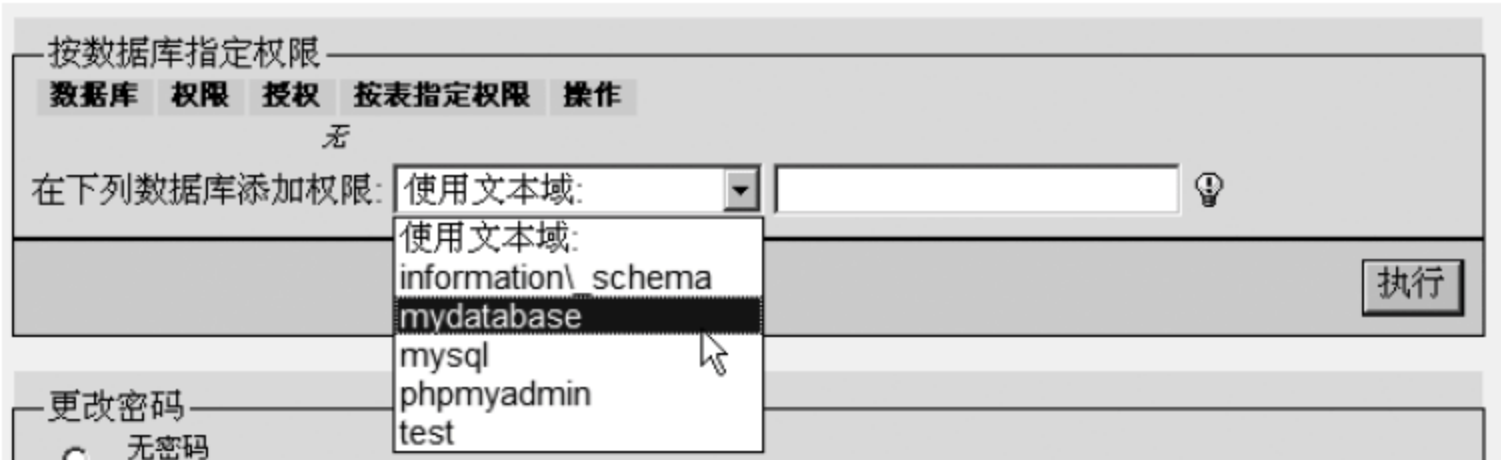 按数据库指定权限
数据库 权限 授权 按表指定权限 操作
无
在下列数据库添加权限: 使用文本域:
使用文本域:
information\_schema
mydatabase
mysql
phpmyadmin
test
执行
更改密码
无密码